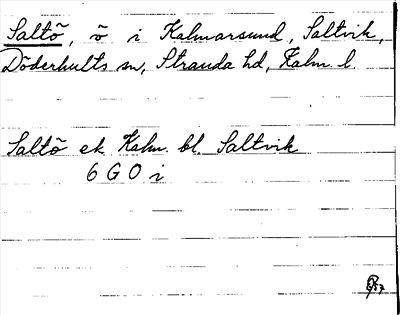 Saltö, ö i Kalmarsund, Saltvik,
Döderhults sn, Stranda hd, Kalm. l.
Saltö ek. Kalm. bl. Saltvik
6 G O i